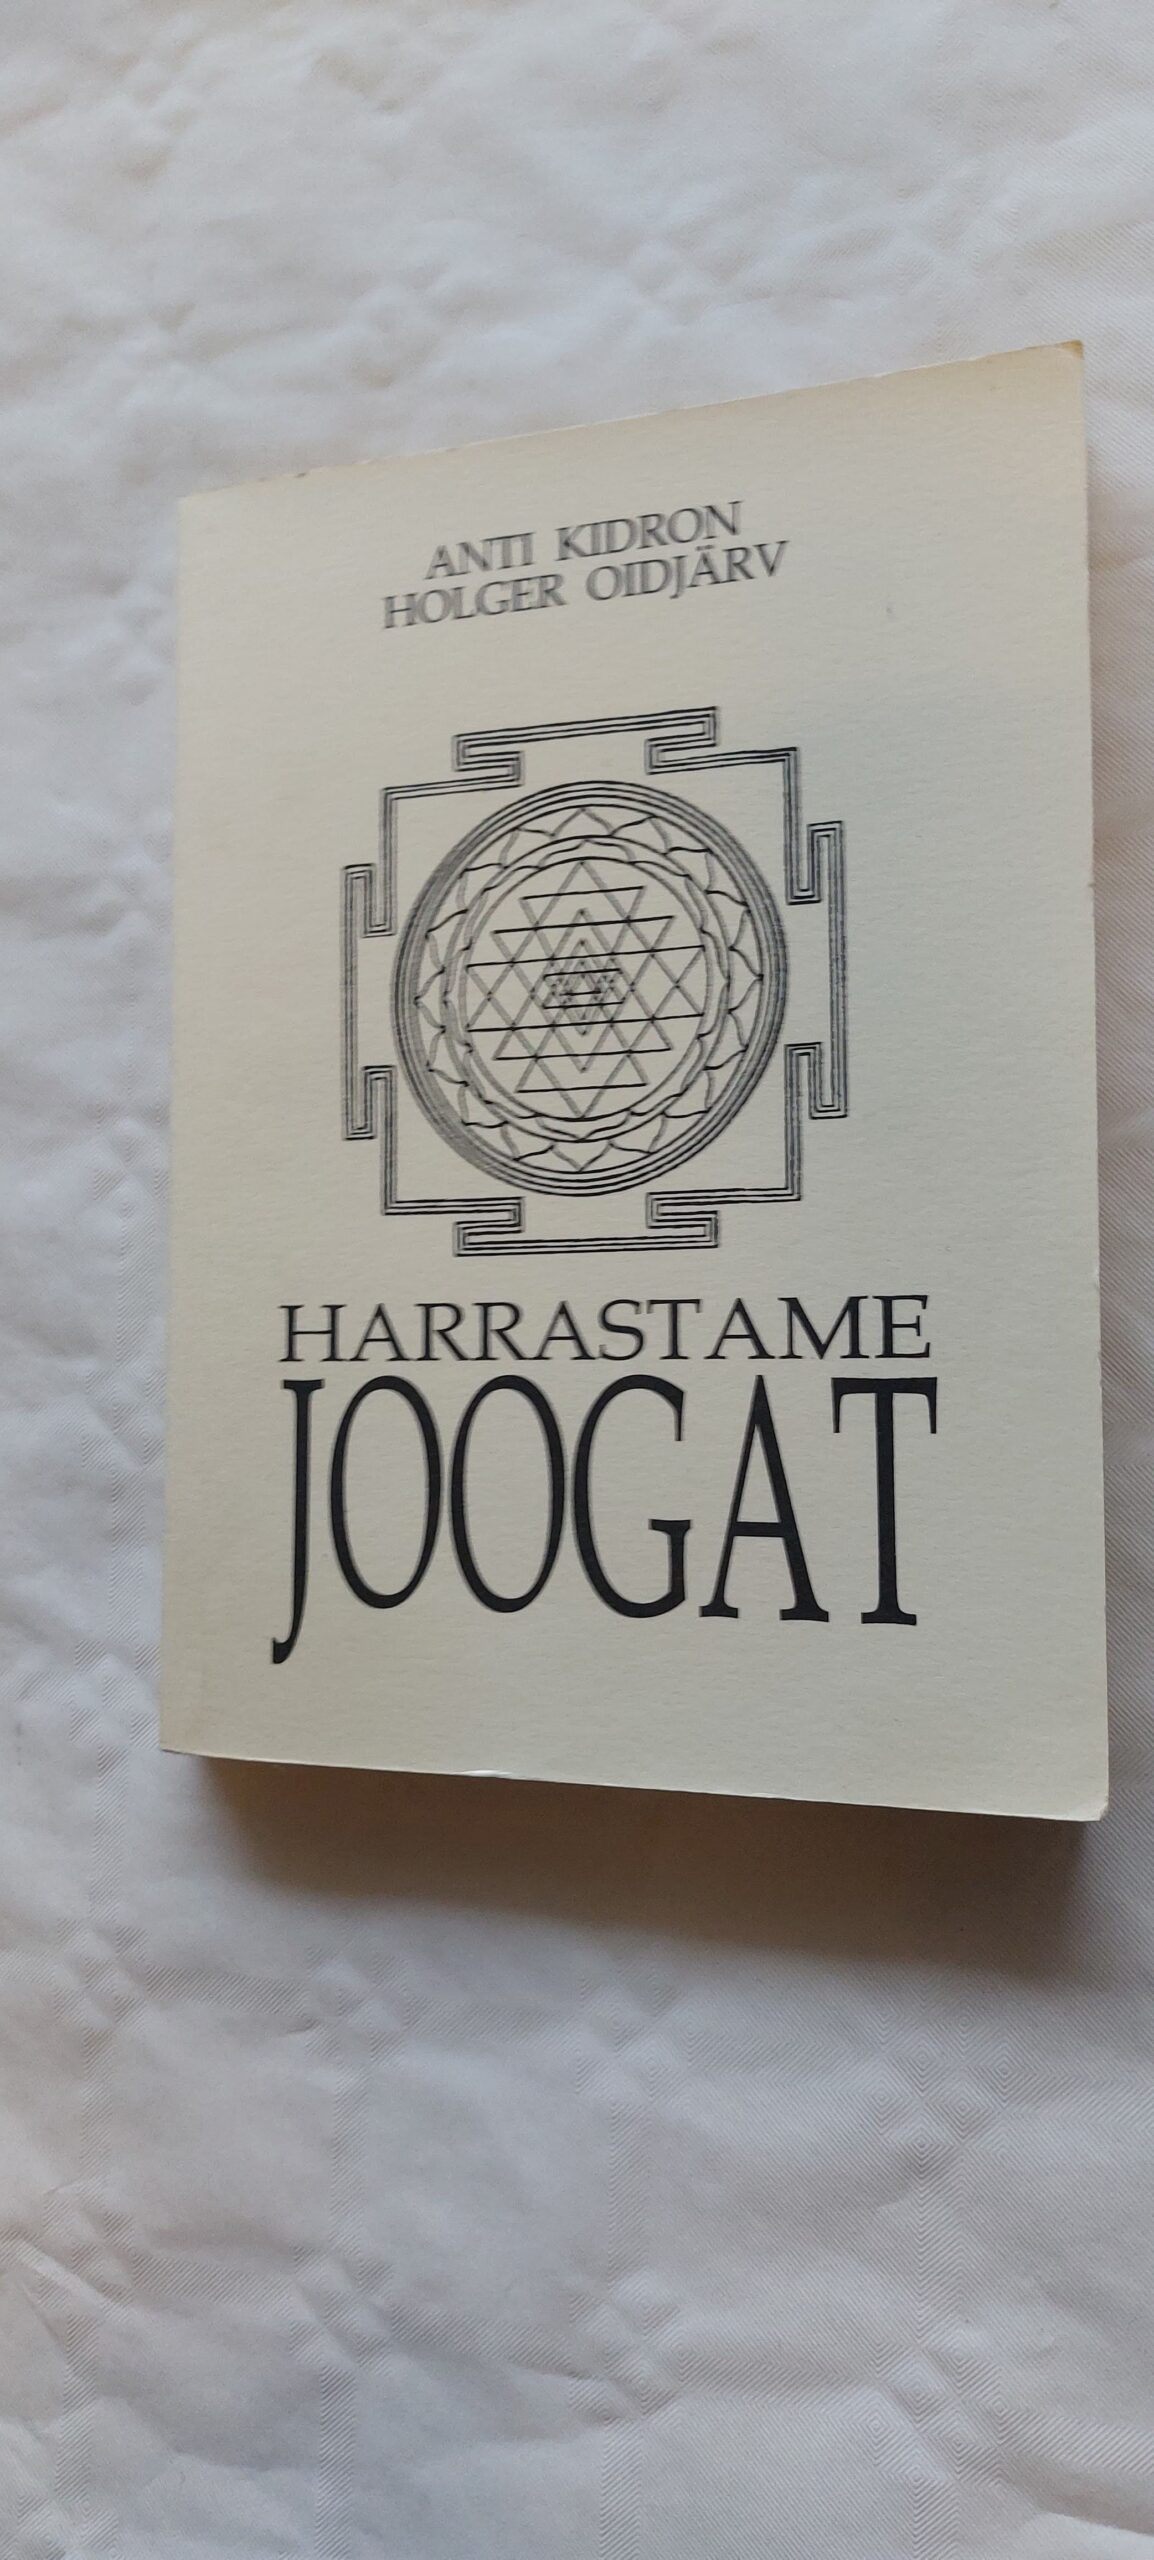 ANTI KIDRON
HOLGER OIDJÄRV
HARRASTAME
JOOGAT